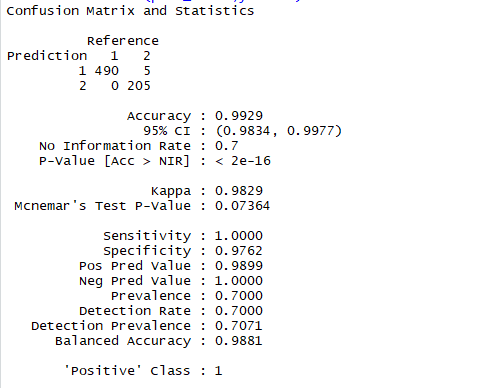 Confusion Matrix and Statistics
Reference
Prediction 1 2
1 490 5
2 0 205
Accuracy : 0.9929
95% CI : (0.9834, 0.9977)
No Information Rate : 0.7
P-Value [Acc > NIR] : < 2e-16
Kappa : 0.9829
Mcnemar's Test P-Value : 0.07364
Sensitivity : 1.0000
Specificity : 0.9762
Pos Pred Value : 0.9899
Neg Pred Value : 1.0000
Prevalence : 0.7000
Detection Rate : 0.7000
Detection Prevalence : 0.7071
Balanced Accuracy : 0.9881
'Positive' Class : 1